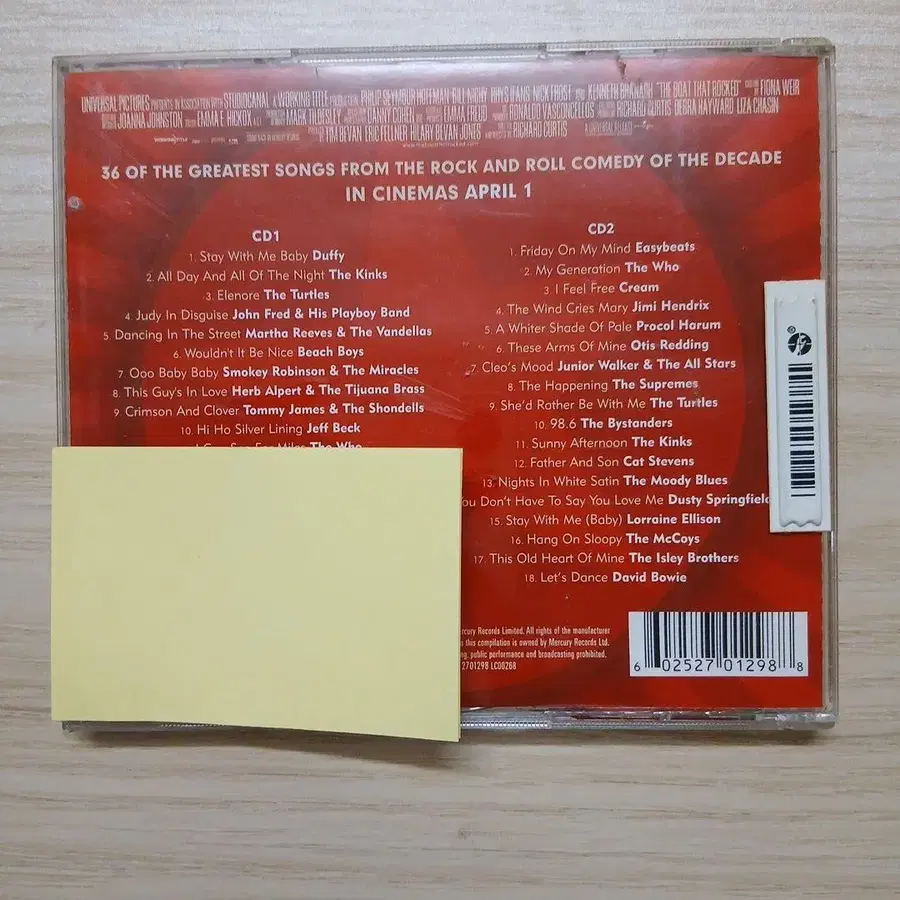 UNIVERSAL PICTURES PRESENTS IN ASSOCIATION WITH STUDIOCANAL A WORKING TITLE PRODUCTION PHILIP SEYMOUR HOFFMAN BILL NIGHY RHYS IFANS NICK FROST AND KENNETH BRANAGH "THE BOAT THAT ROCKED" FIONA WEIR
JOANNA JOHNSTON EMMA E HICKOX MARK TILDESLEY DANNY COHEN EMMA FREUD RONALDO VASCONCELLOS RICHARD CURTIS DEBRA HAYWARD LIZA CHASIN
TIM BEVAN ERIC FELLNER HILARY BEVAN JONES RICHARD CURTIS
36 OF THE GREATEST SONGS FROM THE ROCK AND ROLL COMEDY OF THE DECADE
IN CINEMAS APRIL 1
CD1
1. Stay With Me Baby Duffy
2. All Day And All Of The Night The Kinks
3. Elenore The Turtles
4. Judy In Disguise John Fred & His Playboy Band
5. Dancing In The Street Martha Reeves & The Vandellas
6. Wouldn't It Be Nice Beach Boys
7. Ooo Baby Baby Smokey Robinson & The Miracles
8. This Guy's In Love Herb Alpert & The Tijuana Brass
9. Crimson And Clover Tommy James & The Shondells
10. Hi Ho Silver Lining Jeff Beck
I Can See For Miles The Who
CD2
1. Friday On My Mind Easybeats
2. My Generation The Who
3. I Feel Free Cream
4. The Wind Cries Mary Jimi Hendrix
5. A Whiter Shade Of Pale Procol Harum
6. These Arms Of Mine Otis Redding
7. Cleo's Mood Junior Walker & The All Stars
8. The Happening The Supremes
9. She'd Rather Be With Me The Turtles
10. 98.6 The Bystanders
11. Sunny Afternoon The Kinks
12. Father And Son Cat Stevens
13. Nights In White Satin The Moody Blues
You Don't Have To Say You Love Me Dusty Springfield
15. Stay With Me (Baby) Lorraine Ellison
16. Hang On Sloopy The McCoys
17. This Old Heart Of Mine The Isley Brothers
18. Let's Dance David Bowie
Mercury Records Limited. All rights of the manufacturer
this compilation is owned by Mercury Records Ltd.
public performance and broadcasting prohibited.
2701298 LC00268
6 02527 01298 8